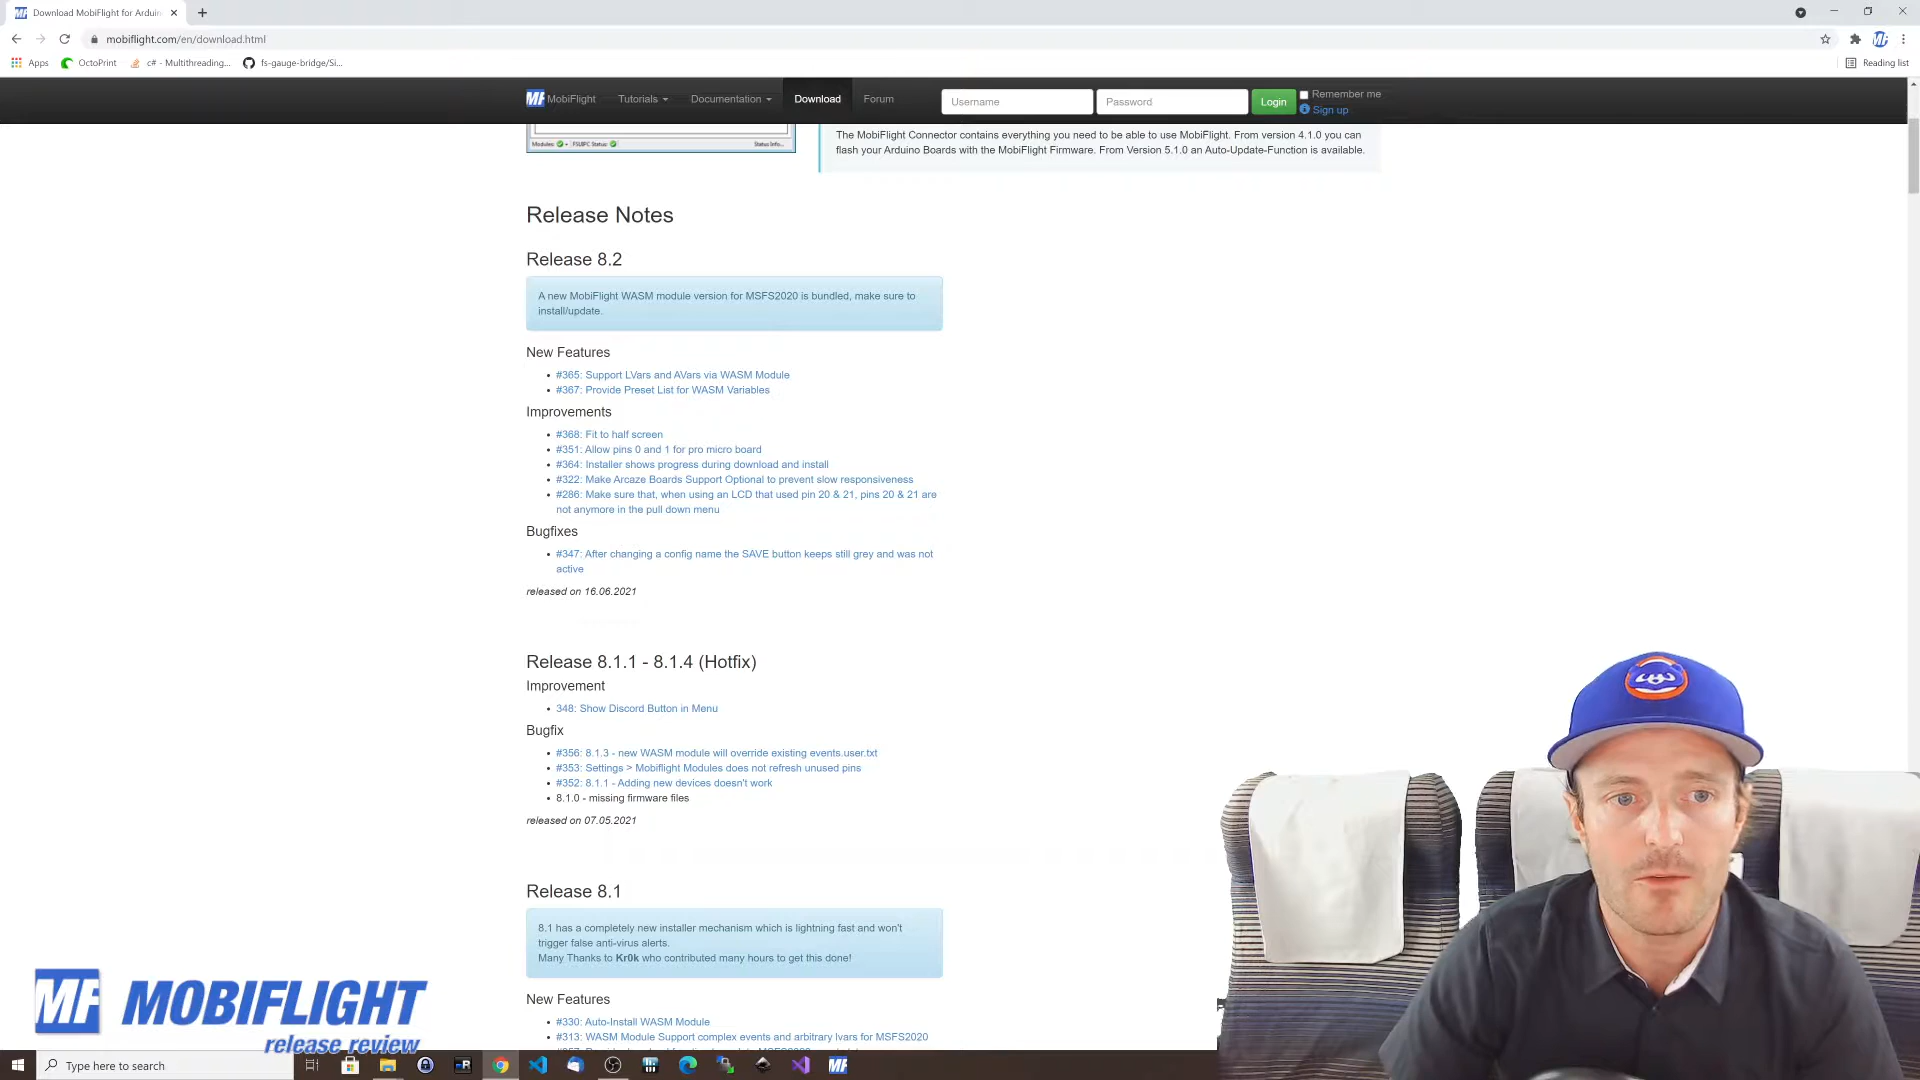 Download MobiFlight for Arduin
mobiflight.com/en/download.html
Apps
OctoPrint
c# - Multithreading...
fs-gauge-bridge/Si...
Reading list
MF MobiFlight
Tutorials
Documentation
Download
Forum
Username
Password
Login
Remember me
Sign up
Modules:
FSUIPC Status:
Status Info...
The MobiFlight Connector contains everything you need to be able to use MobiFlight. From version 4.1.0 you can
flash your Arduino Boards with the MobiFlight Firmware. From Version 5.1.0 an Auto-Update-Function is available.
Release Notes
Release 8.2
A new MobiFlight WASM module version for MSFS2020 is bundled, make sure to
install/update.
New Features
#365: Support LVars and AVars via WASM Module
#367: Provide Preset List for WASM Variables
Improvements
#368: Fit to half screen
#351: Allow pins 0 and 1 for pro micro board
#364: Installer shows progress during download and install
#322: Make Arcaze Boards Support Optional to prevent slow responsiveness
#286: Make sure that, when using an LCD that used pin 20 & 21, pins 20 & 21 are
not anymore in the pull down menu
Bugfixes
#347: After changing a config name the SAVE button keeps still grey and was not
active
released on 16.06.2021
Release 8.1.1 - 8.1.4 (Hotfix)
Improvement
348: Show Discord Button in Menu
Bugfix
#356: 8.1.3 - new WASM module will override existing events.user.txt
#353: Settings > Mobiflight Modules does not refresh unused pins
#352: 8.1.1 - Adding new devices doesn't work
8.1.0 - missing firmware files
released on 07.05.2021
Release 8.1
8.1 has a completely new installer mechanism which is lightning fast and won't
trigger false anti-virus alerts.
Many Thanks to Kr0k who contributed many hours to get this done!
New Features
#330: Auto-Install WASM Module
#313: WASM Module Support complex events and arbitrary lvars for MSFS2020
MF MOBIFLIGHT
release review
Type here to search